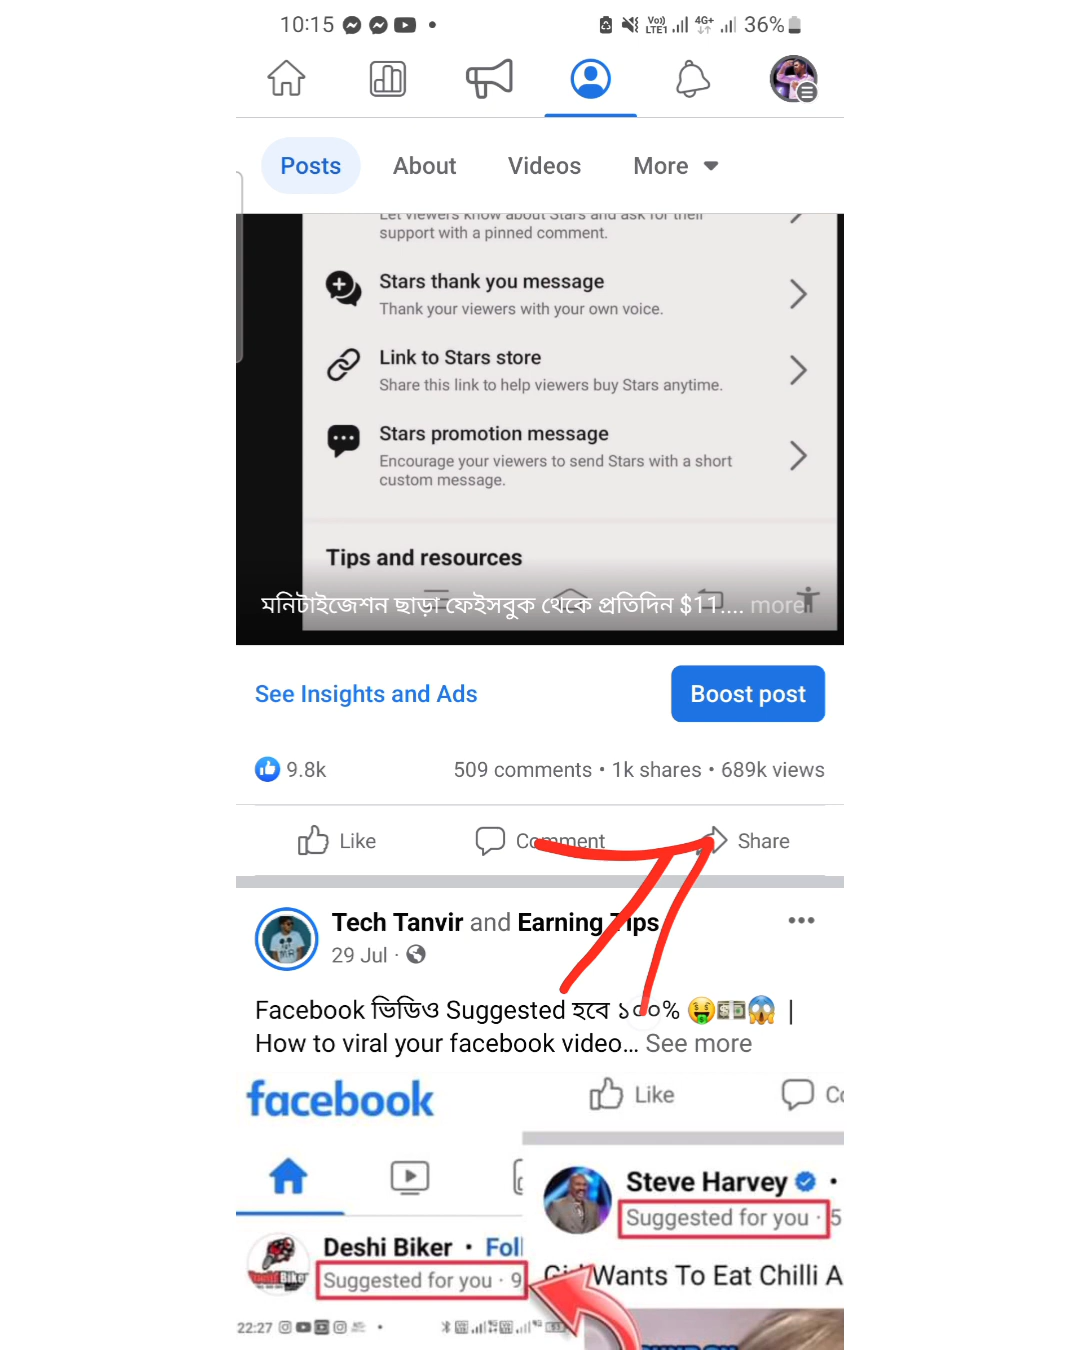 10:15
Vo)) LTE1 4G+ 36%
Posts About Videos More
Let viewers know about Stars and ask for their
support with a pinned comment.
Stars thank you message
Thank your viewers with your own voice.
Link to Stars store
Share this link to help viewers buy Stars anytime.
Stars promotion message
Encourage your viewers to send Stars with a short
custom message.
Tips and resources
মনিটাইজেশন ছাড়া ফেইসবুক থেকে প্রতিদিন $11.... more
See Insights and Ads Boost post
9.8k 509 comments • 1k shares • 689k views
Like Comment Share
Tech Tanvir and Earning Tips
29 Jul ·
Facebook ভিডিও Suggested হবে ১০০% 🤑💵😱 |
How to viral your facebook video... See more
facebook
Like
Steve Harvey •
Suggested for you · 5
Deshi Biker • Foll
Suggested for you · 9
Wants To Eat Chilli A
22:27